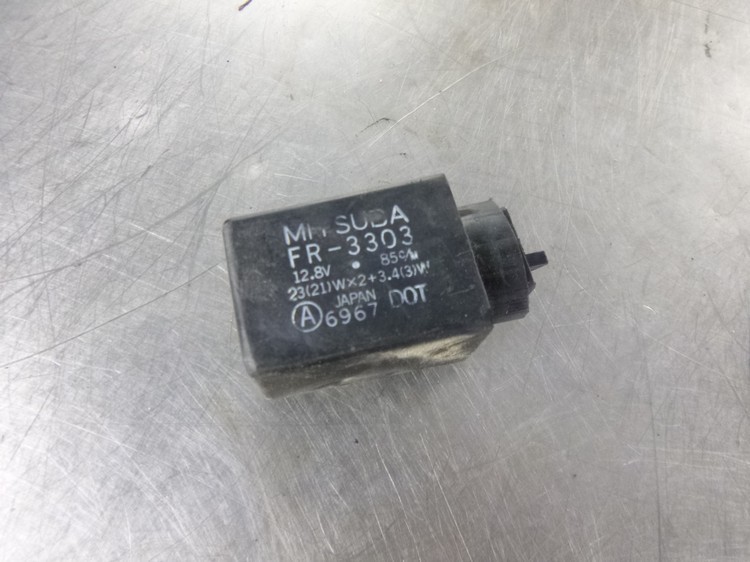 MITSUBA
FR-3303
12.8V • 85c/m
23(21)W×2+3.4(3)W
JAPAN
Ⓐ6967 DOT